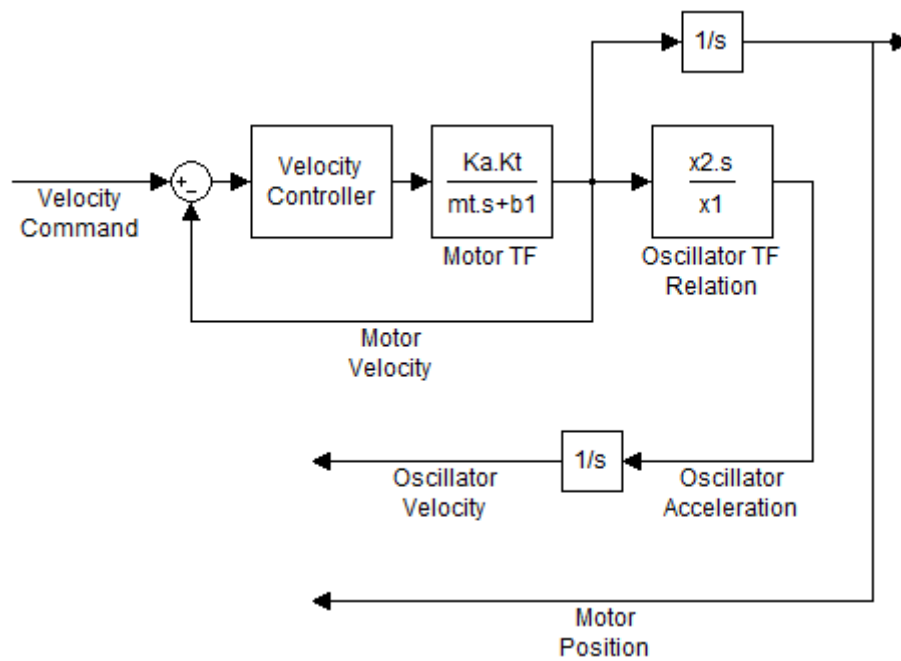 1/s
Velocity
Command
+
-
Velocity
Controller
Ka.Kt
mt.s+b1
Motor TF
x2.s
x1
Oscillator TF
Relation
Motor
Velocity
Oscillator
Velocity
1/s
Oscillator
Acceleration
Motor
Position